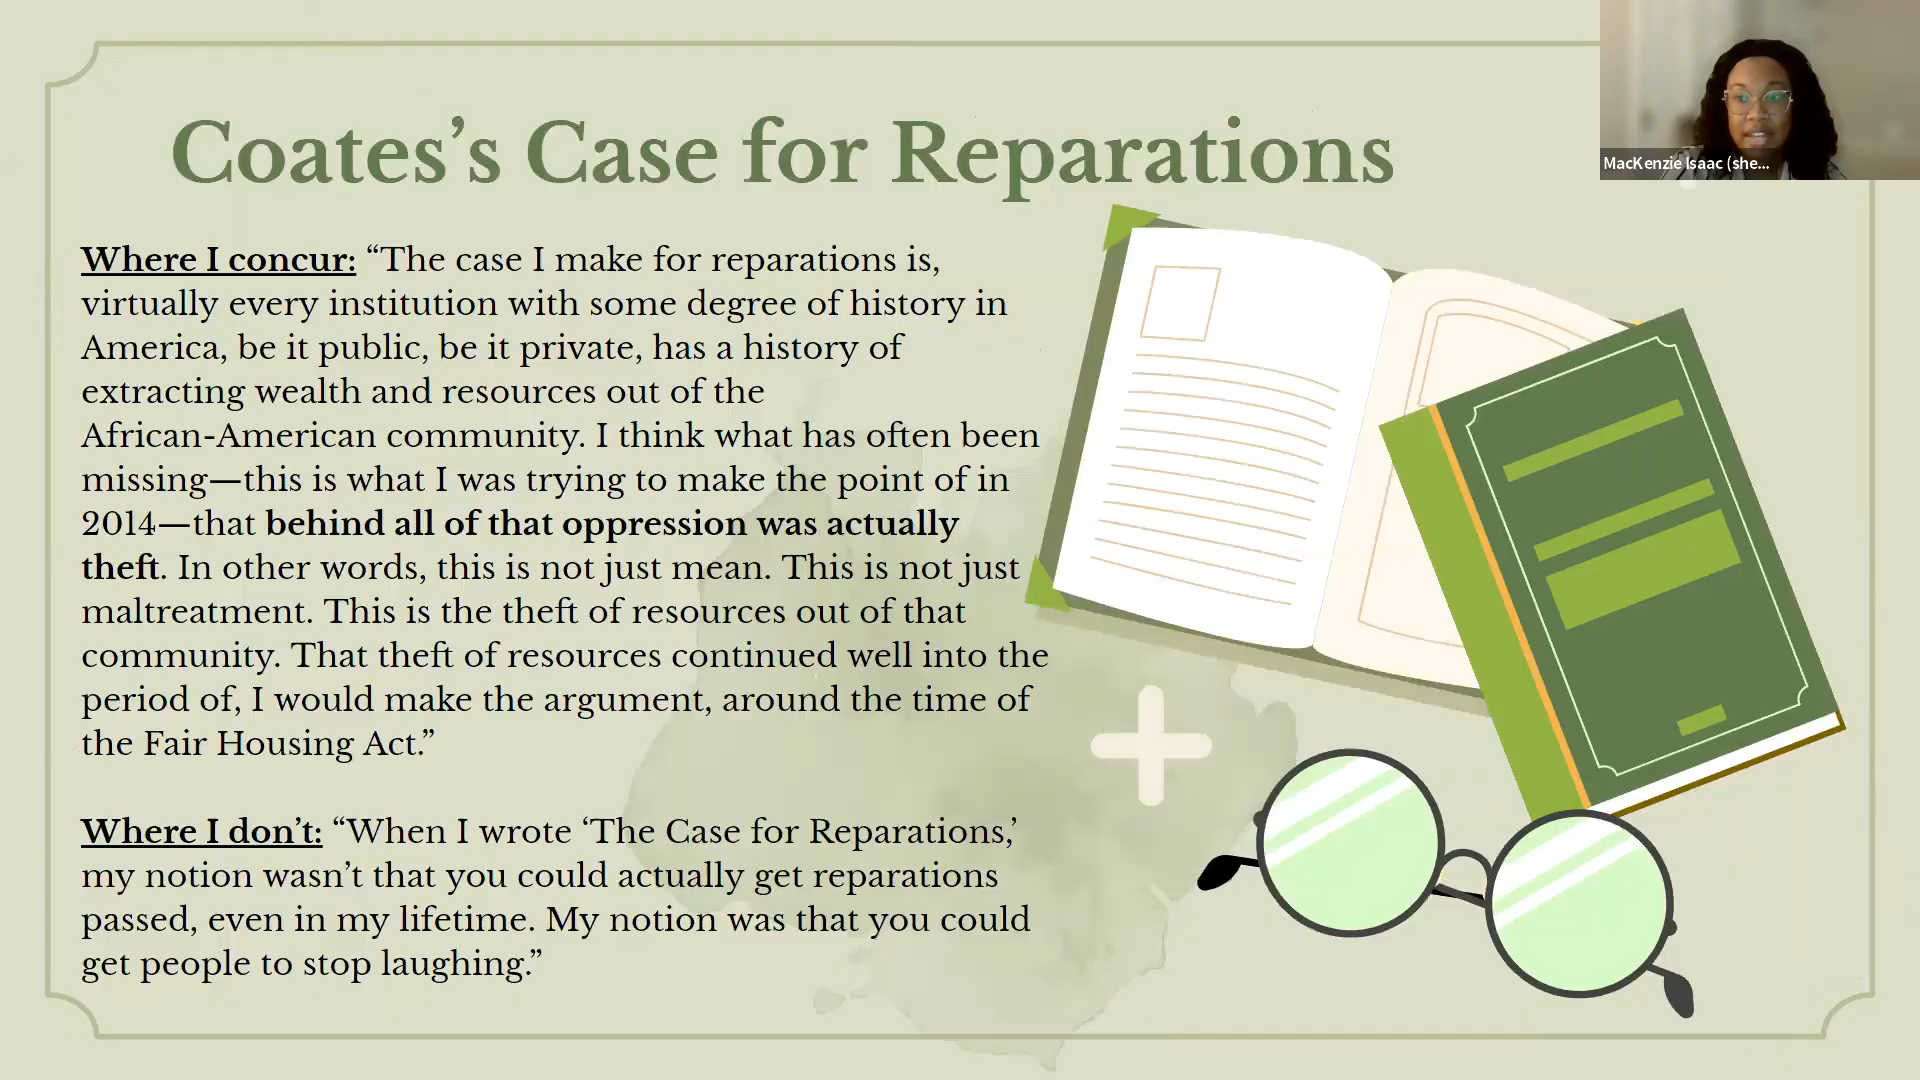 Coates’s Case for Reparations
MacKenzie Isaac (she...
Where I concur: “The case I make for reparations is,
virtually every institution with some degree of history in
America, be it public, be it private, has a history of
extracting wealth and resources out of the
African-American community. I think what has often been
missing—this is what I was trying to make the point of in
2014—that behind all of that oppression was actually
theft. In other words, this is not just mean. This is not just
maltreatment. This is the theft of resources out of that
community. That theft of resources continued well into the
period of, I would make the argument, around the time of
the Fair Housing Act.”
Where I don’t: “When I wrote ‘The Case for Reparations,’
my notion wasn’t that you could actually get reparations
passed, even in my lifetime. My notion was that you could
get people to stop laughing.”